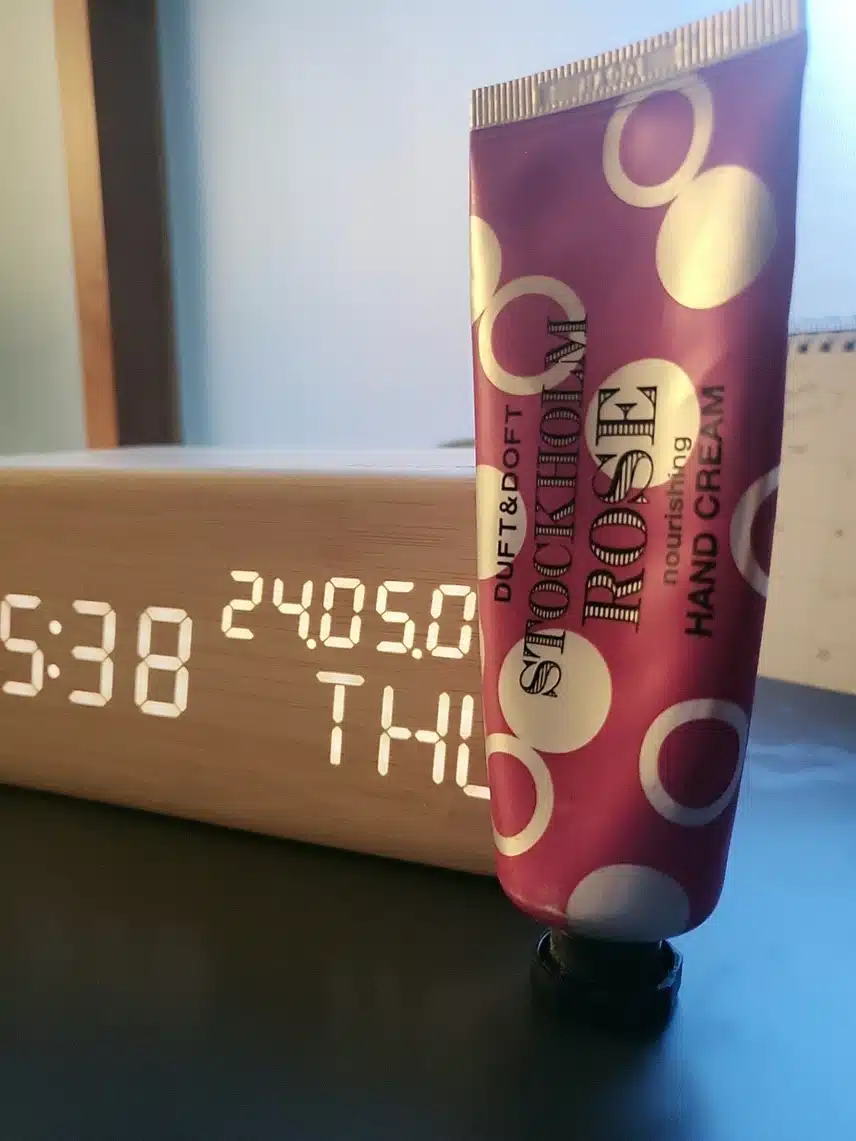 5:38
24.05.0
THU
DUFT&DOFT
STOCKHOLM
ROSE
nourishing
HAND CREAM